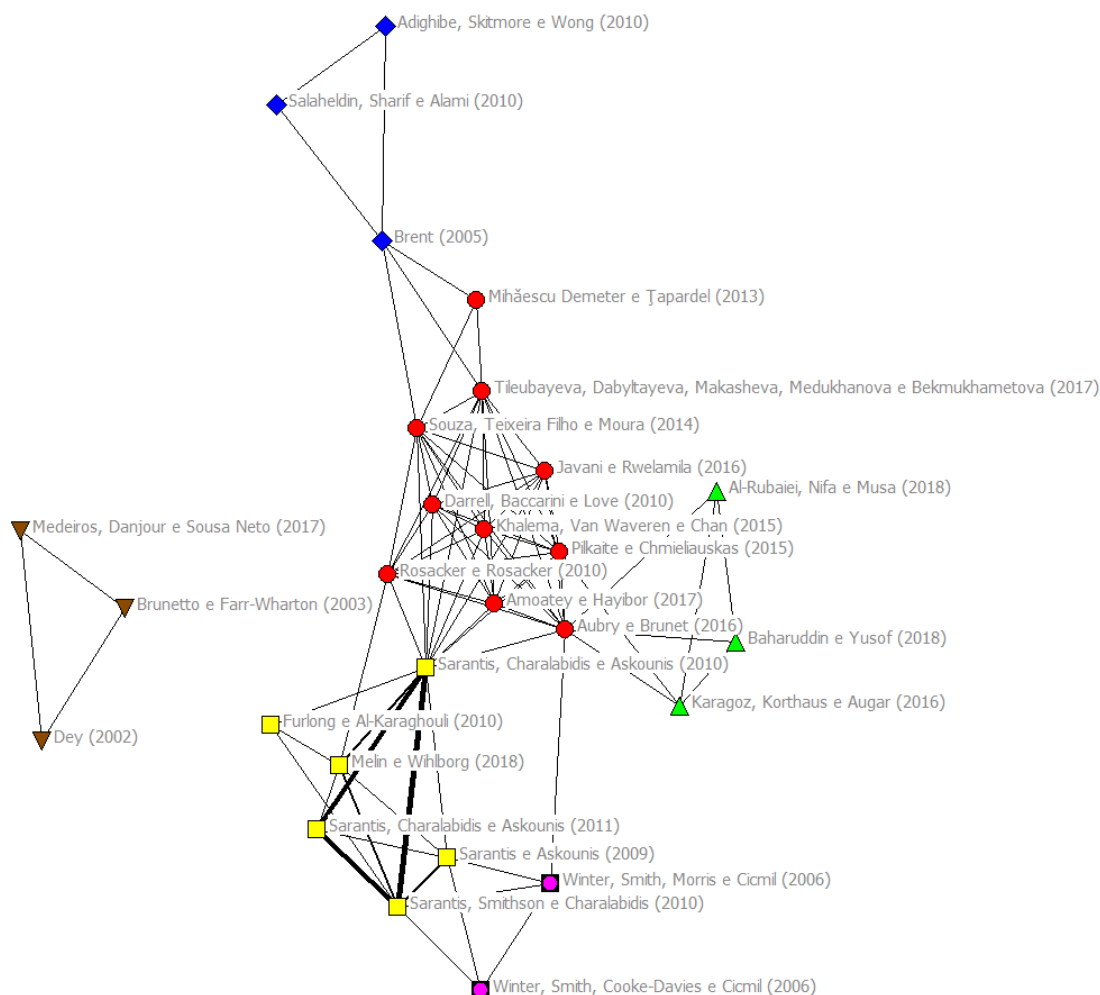 Adighibe, Skitmore e Wong (2010)
Salaheldin, Sharif e Alami (2010)
Brent (2005)
Mihăescu Demeter e Ţapardel (2013)
Tileubayeva, Dabyltayeva, Makasheva, Medukhanova e Bekmukhametova (2017)
Souza, Teixeira Filho e Moura (2014)
Javani e Rwelamila (2016)
Al-Rubaiei, Nifa e Musa (2018)
Darrell, Baccarini e Love (2010)
Medeiros, Danjour e Sousa Neto (2017)
Khalema, Van Waveren e Chan (2015)
Pilkaite e Chmieliauskas (2015)
Rosacker e Rosacker (2010)
Brunetto e Farr-Wharton (2003)
Amoatey e Hayibor (2017)
Aubry e Brunet (2016)
Baharuddin e Yusof (2018)
Sarantis, Charalabidis e Askounis (2010)
Karagoz, Korthaus e Augar (2016)
Furlong e Al-Karaghouli (2010)
Dey (2002)
Melin e Wihlborg (2018)
Sarantis, Charalabidis e Askounis (2011)
Sarantis e Askounis (2009)
Winter, Smith, Morris e Cicmil (2006)
Sarantis, Smithson e Charalabidis (2010)
Winter, Smith, Cooke-Davies e Cicmil (2006)